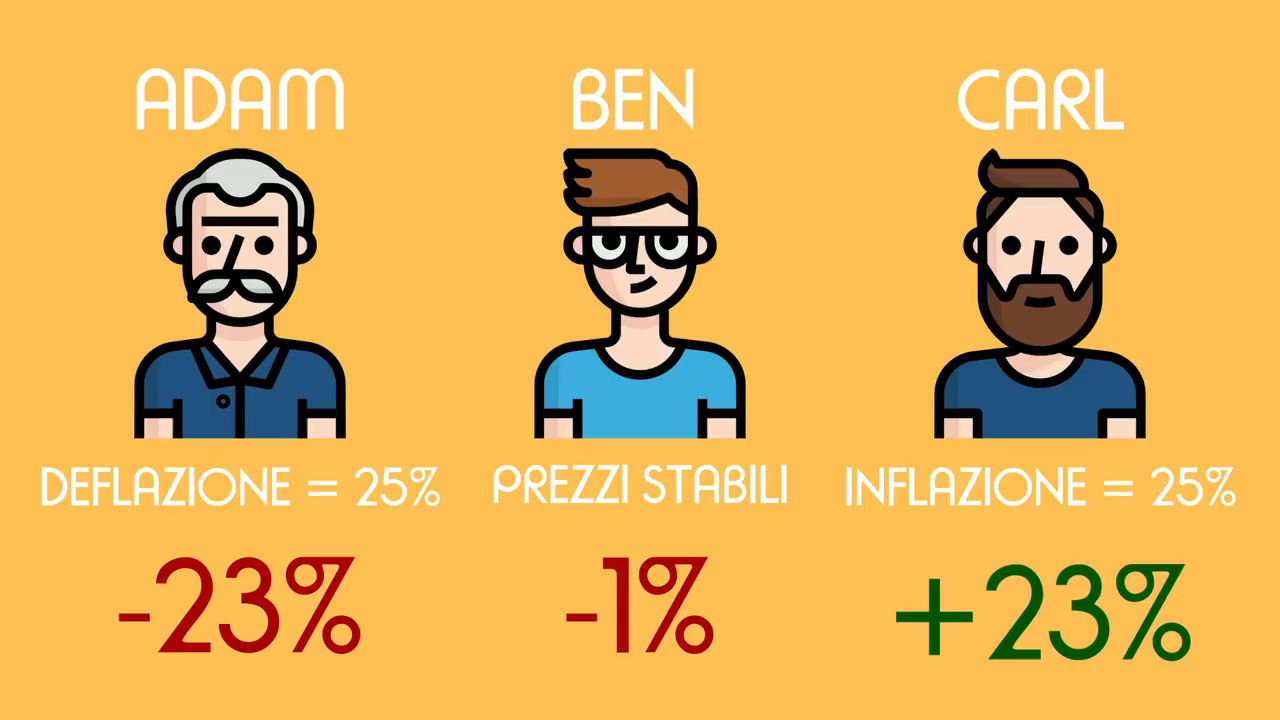 ADAM
BEN
CARL
DEFLAZIONE = 25%
PREZZI STABILI
INFLAZIONE = 25%
-23%
-1%
+23%